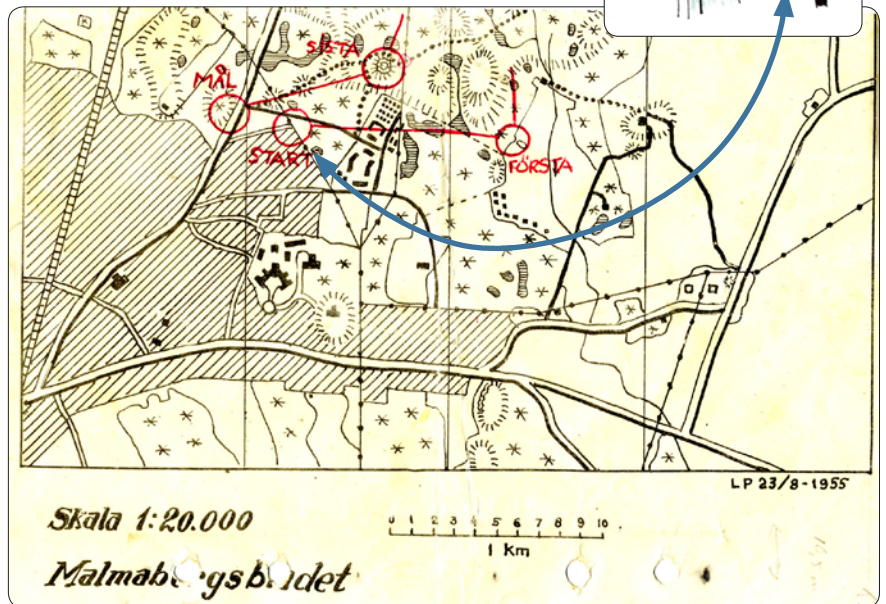 SISTA
MÅL
START
FÖRSTA
LP 23/8-1955
Skala 1:20.000
0 1 2 3 4 5 6 7 8 9 10
1 Km